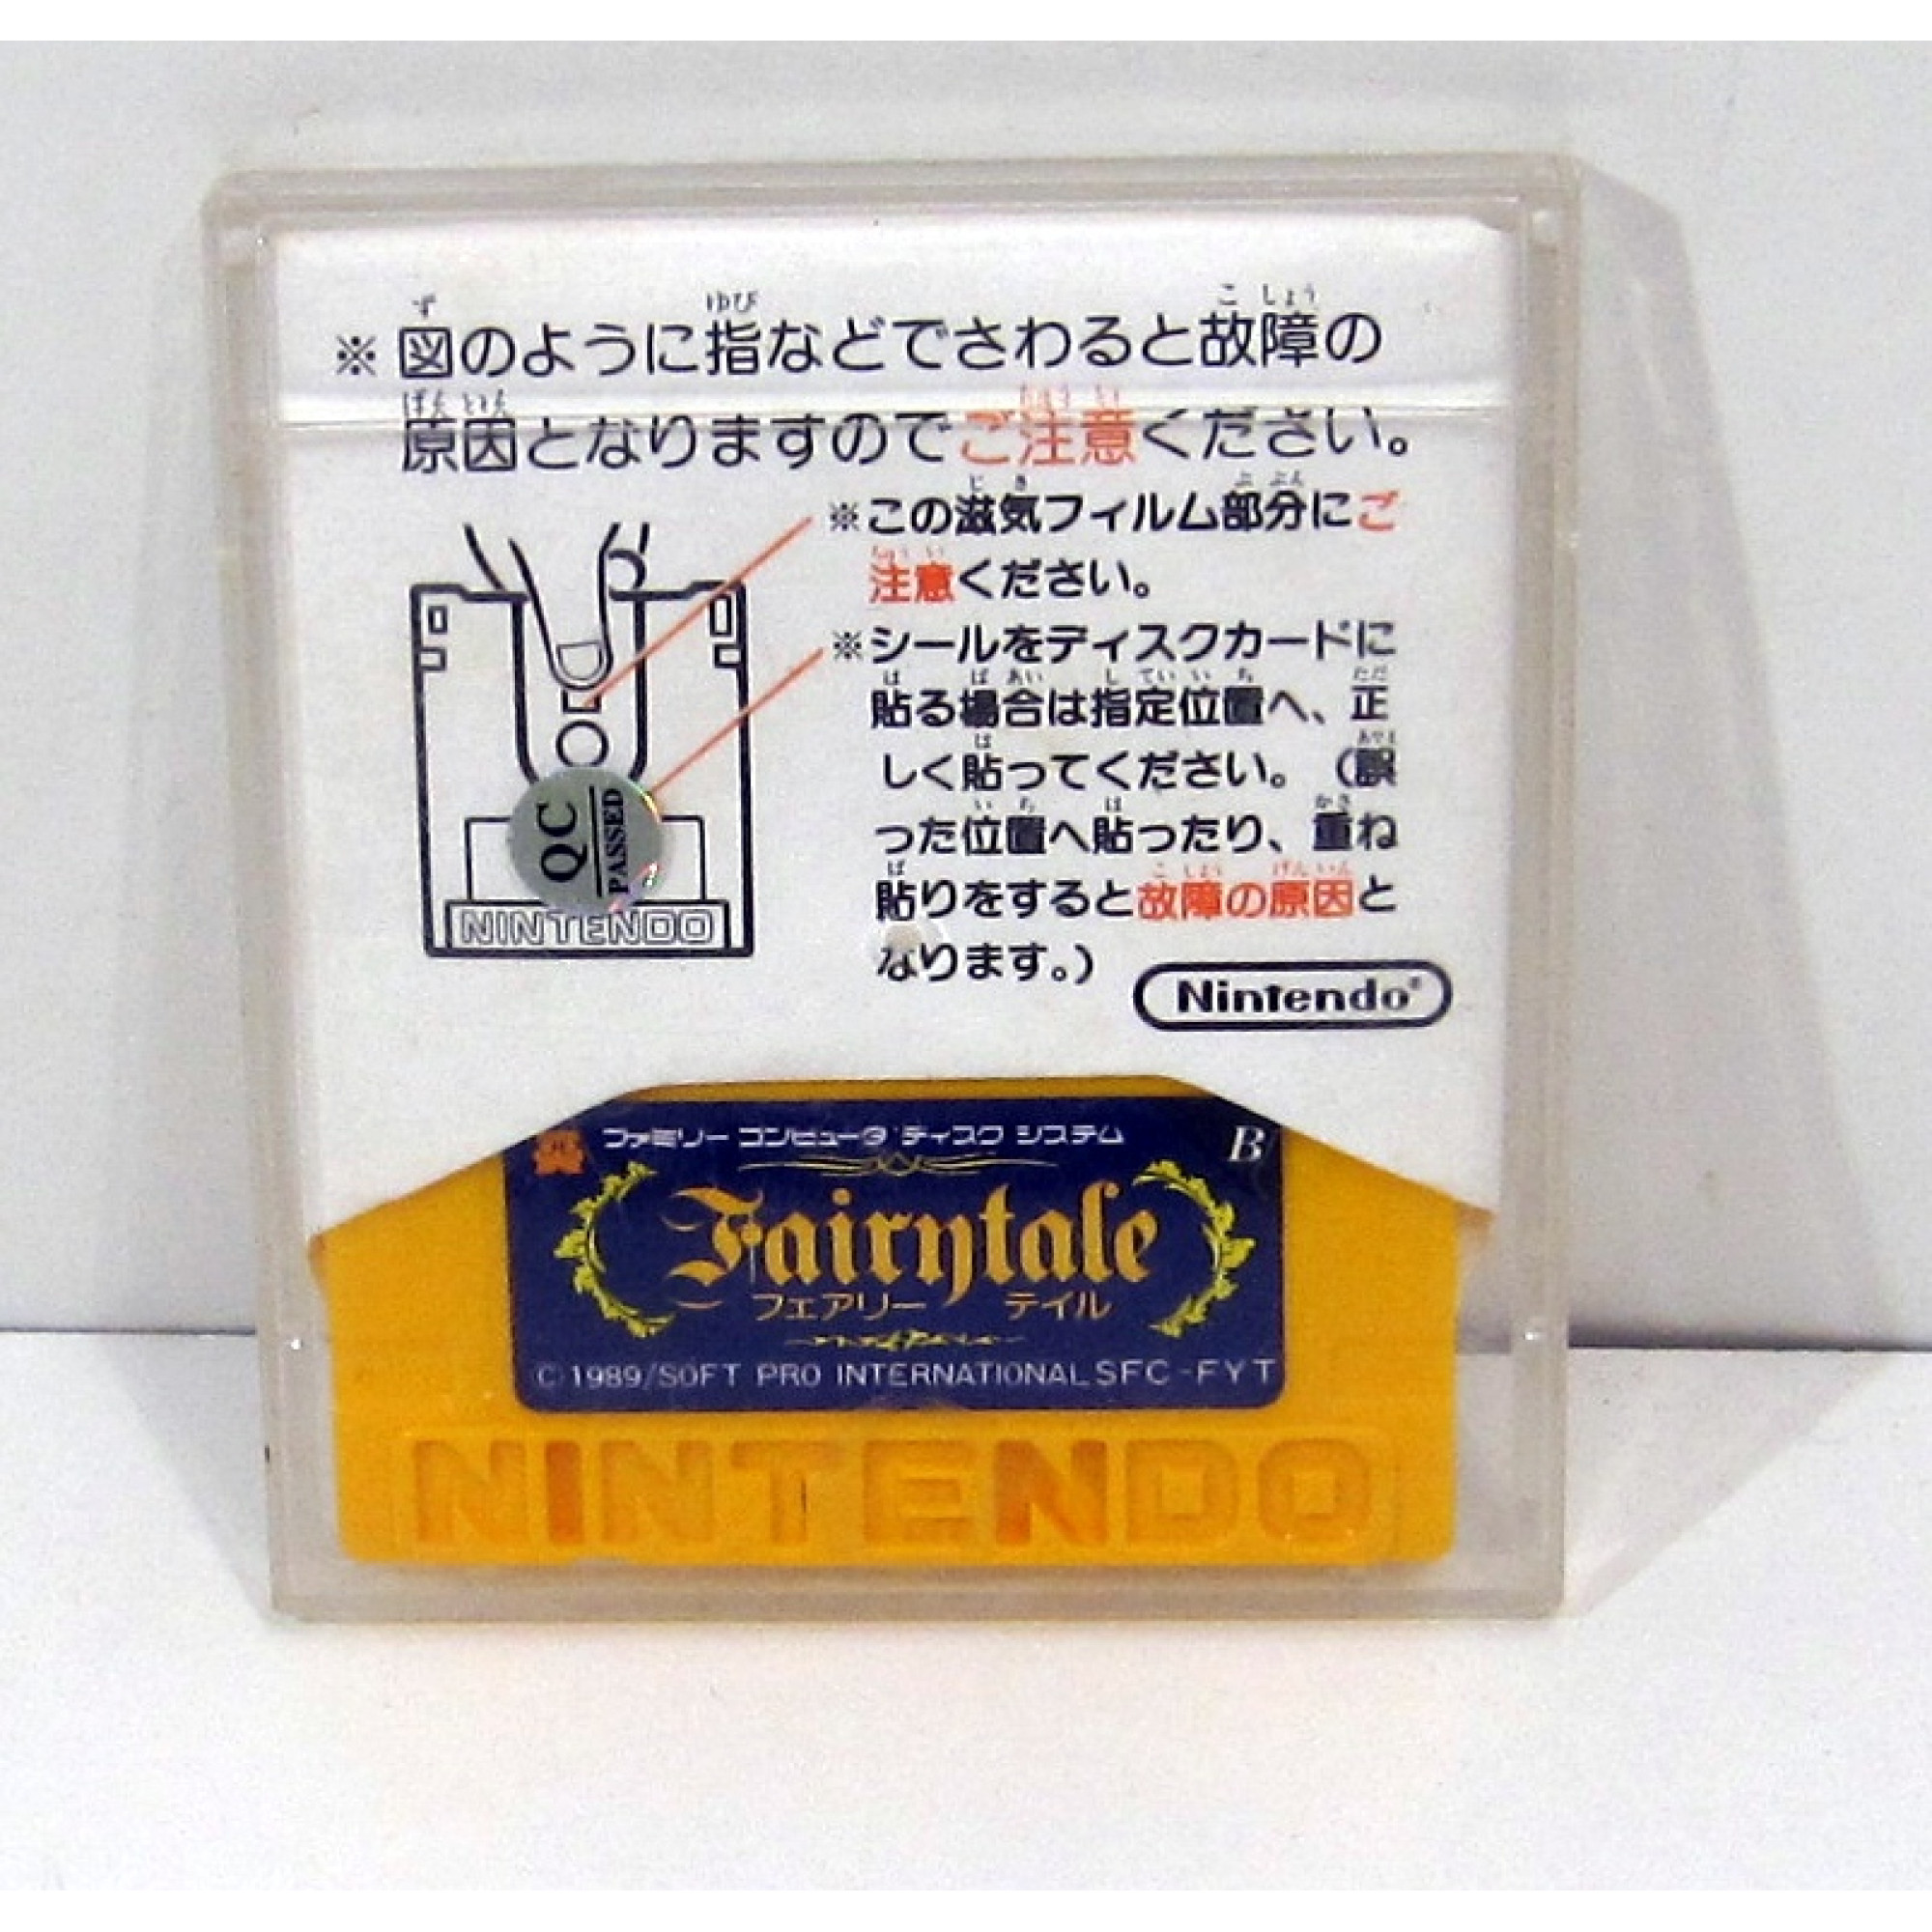 ※図のように指などでさわると故障の
原因となりますのでご注意ください。
※この滋気フィルム部分にご
注意ください。
※シールをディスクカードに
貼る場合は指定位置へ、正
しく貼ってください。（誤
った位置へ貼ったり、重ね
貼りをすると故障の原因と
なります。）
QC
PASSED
NINTENDO
Nintendo®
ファミリー コンピュータ ディスク システム
B
Fairytale
フェアリー テイル
(C)1989/SOFT PRO INTERNATIONAL SFC-FYT
NINTENDO